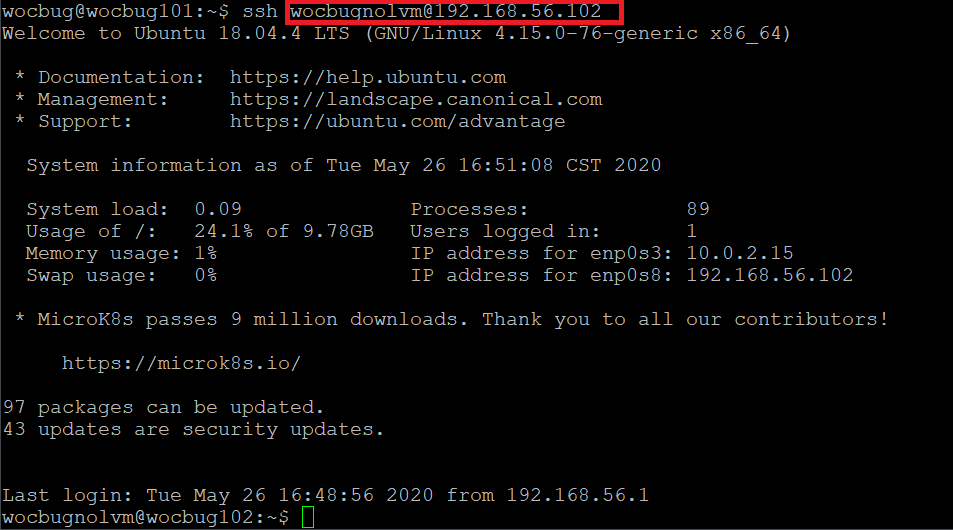 wocbug@wocbug101:~$ ssh wocbugnolvm@192.168.56.102
Welcome to Ubuntu 18.04.4 LTS (GNU/Linux 4.15.0-76-generic x86_64)
* Documentation:  https://help.ubuntu.com
* Management:     https://landscape.canonical.com
* Support:        https://ubuntu.com/advantage
System information as of Tue May 26 16:51:08 CST 2020
System load:  0.09               Processes:             89
Usage of /:   24.1% of 9.78GB   Users logged in:       1
Memory usage: 1%                 IP address for enp0s3: 10.0.2.15
Swap usage:   0%                 IP address for enp0s8: 192.168.56.102
* MicroK8s passes 9 million downloads. Thank you to all our contributors!
https://microk8s.io/
97 packages can be updated.
43 updates are security updates.
Last login: Tue May 26 16:48:56 2020 from 192.168.56.1
wocbugnolvm@wocbug102:~$